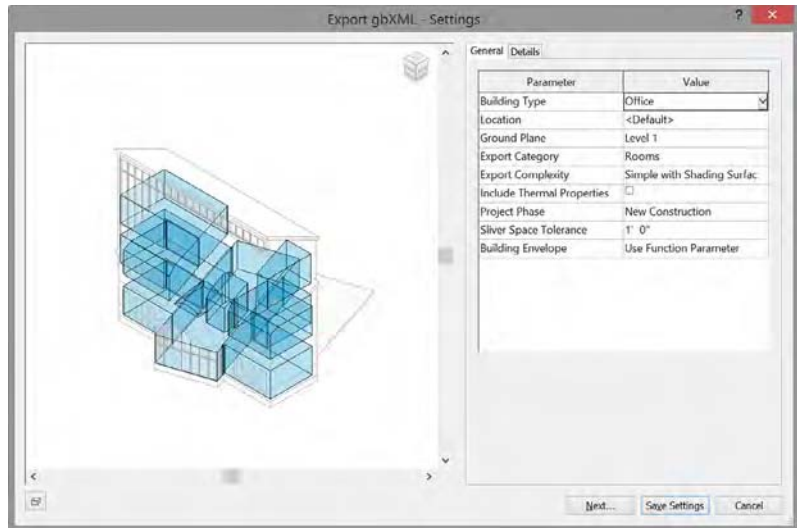 Export gbXML - Settings
?
General Details
Parameter Value
Building Type Office
Location <Default>
Ground Plane Level 1
Export Category Rooms
Export Complexity Simple with Shading Surfac
Include Thermal Properties
Project Phase New Construction
Sliver Space Tolerance 1' 0"
Building Envelope Use Function Parameter
Next... Save Settings Cancel